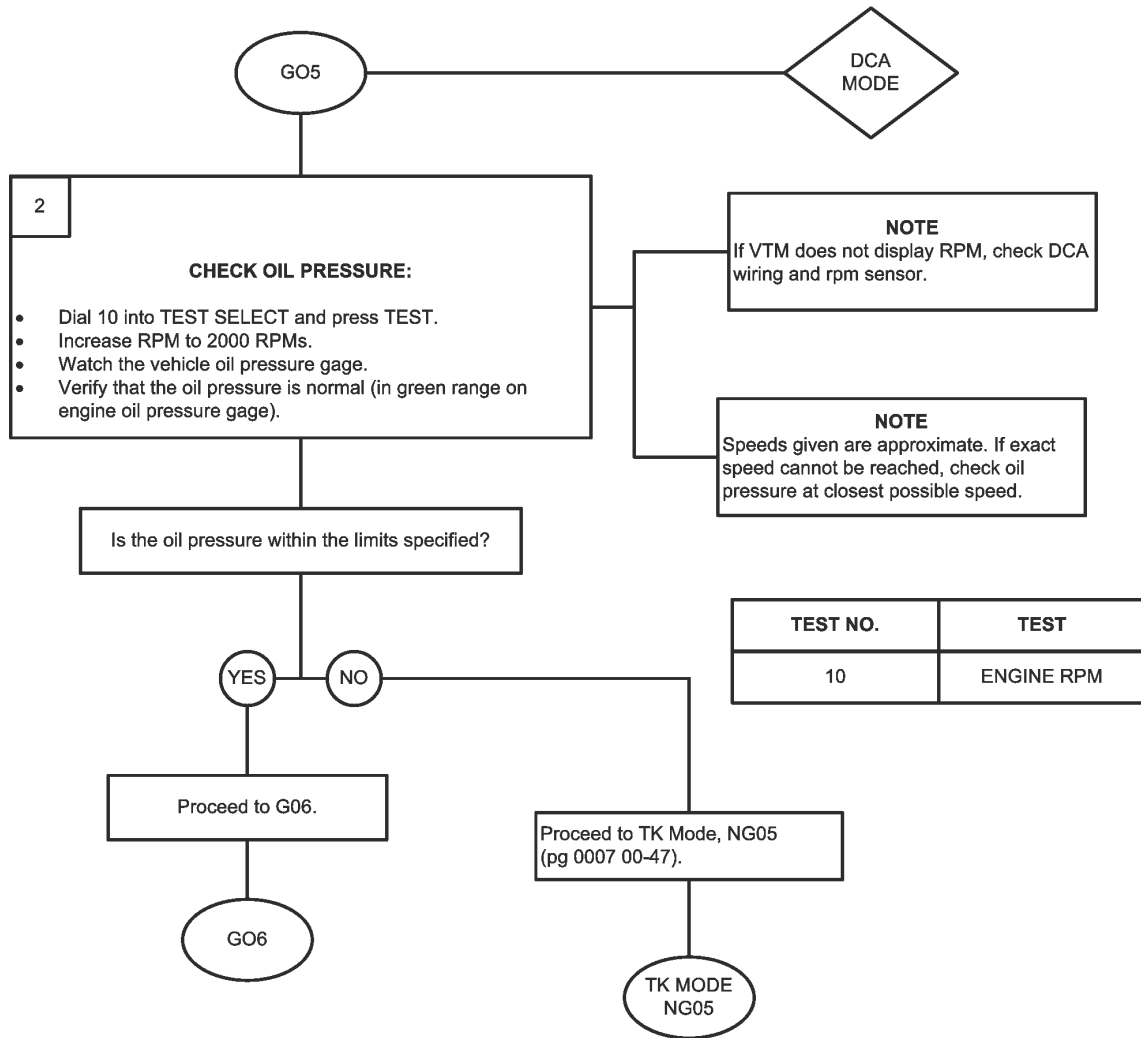 GO5
DCA
MODE
2
CHECK OIL PRESSURE:
• Dial 10 into TEST SELECT and press TEST.
• Increase RPM to 2000 RPMs.
• Watch the vehicle oil pressure gage.
• Verify that the oil pressure is normal (in green range on
engine oil pressure gage).
NOTE
If VTM does not display RPM, check DCA
wiring and rpm sensor.
NOTE
Speeds given are approximate. If exact
speed cannot be reached, check oil
pressure at closest possible speed.
Is the oil pressure within the limits specified?
TEST NO. TEST
10 ENGINE RPM
YES NO
Proceed to G06.
Proceed to TK Mode, NG05
(pg 0007 00-47).
GO6
TK MODE
NG05